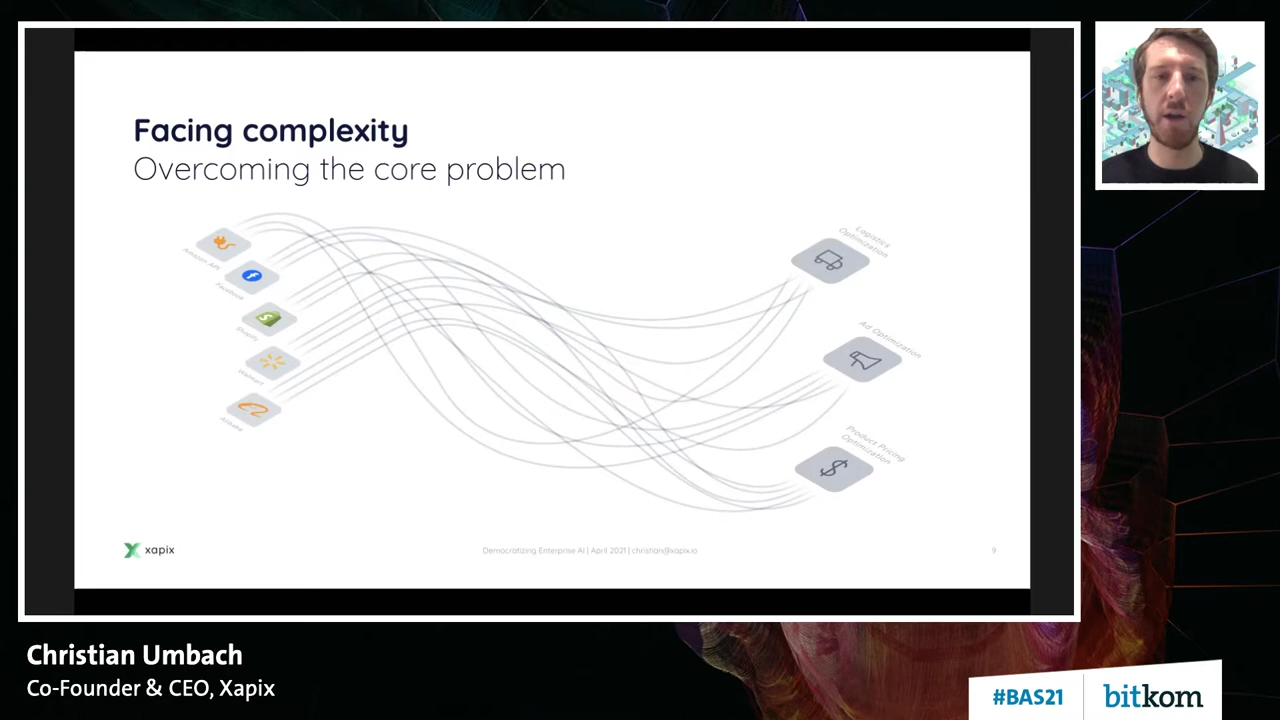 Facing complexity
Overcoming the core problem
Amazon API
Facebook
Shopify
Walmart
Alibaba
Logistics
Optimization
Ad Optimization
Product Pricing
Optimization
xapix
Democratizing Enterprise AI | April 2021 | christian@xapix.io
9
Christian Umbach
Co-Founder & CEO, Xapix
#BAS21
bitkom